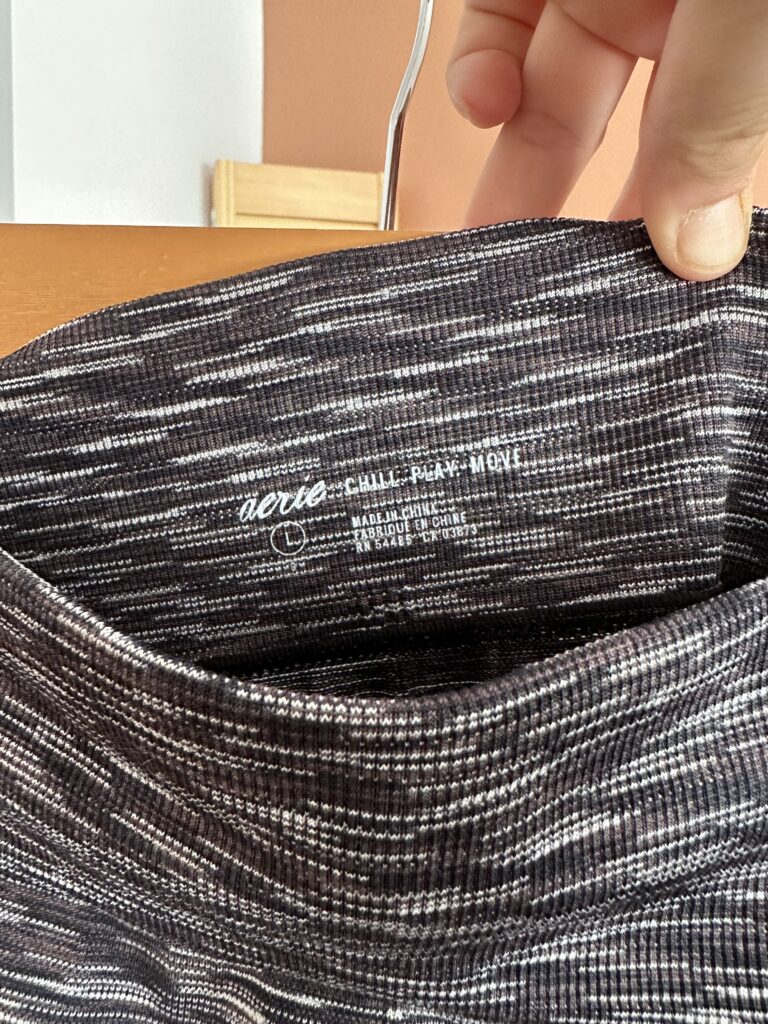 aerie CHILL PLAY MOVE
L
MADE IN CHINA
FABRIQUE EN CHINE
RN 54485 CA 03873